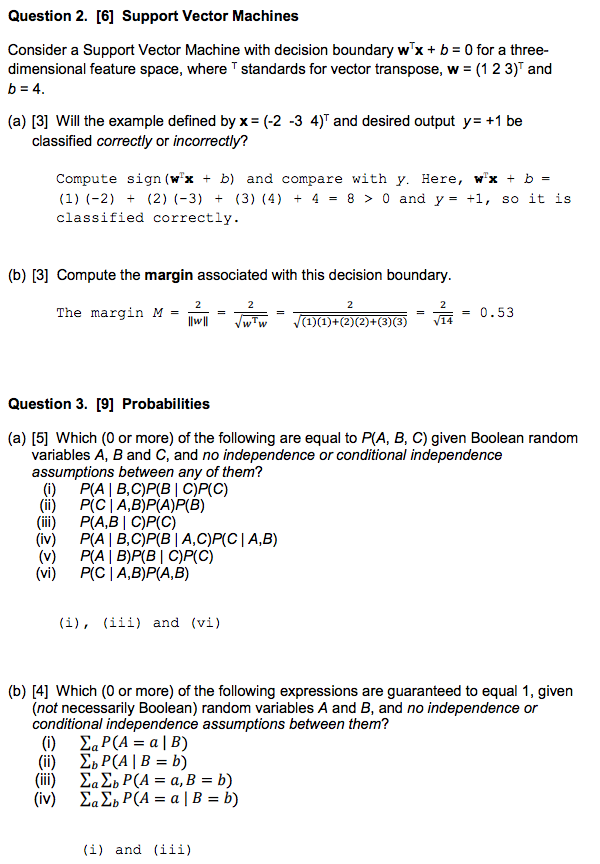 Question 2. [6] Support Vector Machines
Consider a Support Vector Machine with decision boundary wᵀx + b = 0 for a three-
dimensional feature space, where ᵀ standards for vector transpose, w = (1 2 3)ᵀ and
b = 4.
(a) [3] Will the example defined by x = (-2 -3 4)ᵀ and desired output y= +1 be
classified correctly or incorrectly?
Compute sign(wᵀx + b) and compare with y. Here, wᵀx + b =
(1)(-2) + (2)(-3) + (3)(4) + 4 = 8 > 0 and y = +1, so it is
classified correctly.
(b) [3] Compute the margin associated with this decision boundary.
The margin M = 2/‖w‖ = 2/√(wᵀw) = 2/√((1)(1)+(2)(2)+(3)(3)) = 2/√14 = 0.53
Question 3. [9] Probabilities
(a) [5] Which (0 or more) of the following are equal to P(A, B, C) given Boolean random
variables A, B and C, and no independence or conditional independence
assumptions between any of them?
(i) P(A | B,C)P(B | C)P(C)
(ii) P(C | A,B)P(A)P(B)
(iii) P(A,B | C)P(C)
(iv) P(A | B,C)P(B | A,C)P(C | A,B)
(v) P(A | B)P(B | C)P(C)
(vi) P(C | A,B)P(A,B)
(i), (iii) and (vi)
(b) [4] Which (0 or more) of the following expressions are guaranteed to equal 1, given
(not necessarily Boolean) random variables A and B, and no independence or
conditional independence assumptions between them?
(i) ∑ₐ P(A = a | B)
(ii) ∑_b P(A | B = b)
(iii) ∑ₐ ∑_b P(A = a, B = b)
(iv) ∑ₐ ∑_b P(A = a | B = b)
(i) and (iii)